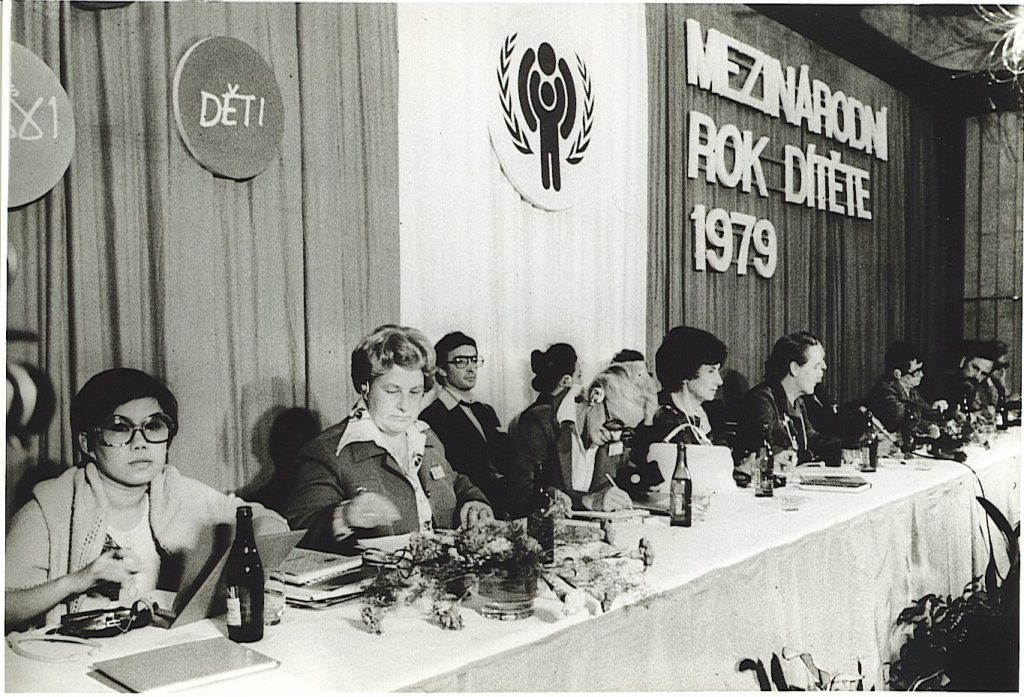 DĚTI
MEZINÁRODNÍ
ROK DÍTĚTE
1979